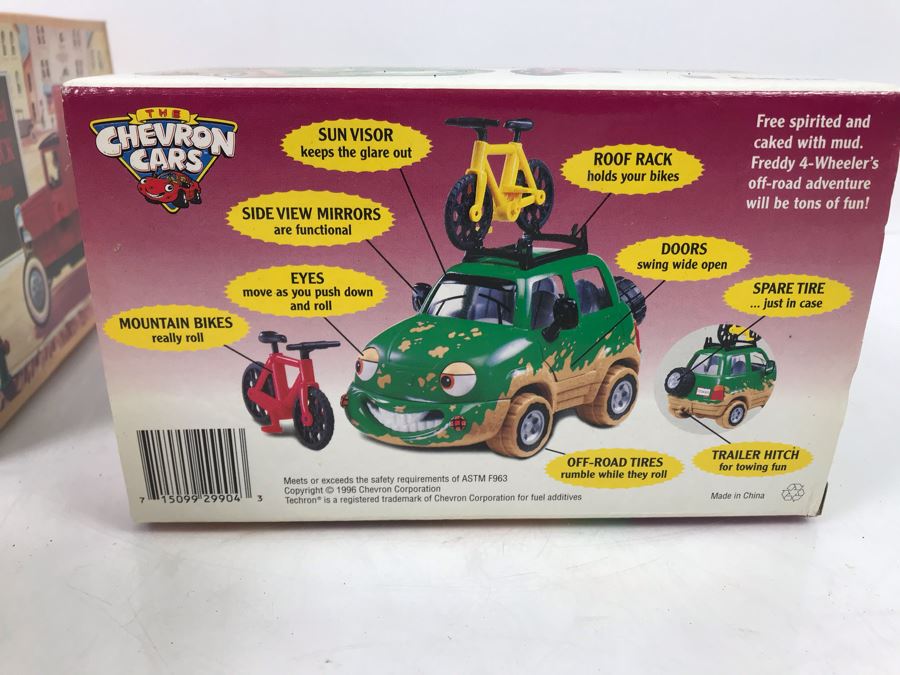 THE
CHEVRON
CARS
SUN VISOR
keeps the glare out
SIDE VIEW MIRRORS
are functional
EYES
move as you push down
and roll
MOUNTAIN BIKES
really roll
ROOF RACK
holds your bikes
DOORS
swing wide open
SPARE TIRE
... just in case
TRAILER HITCH
for towing fun
OFF-ROAD TIRES
rumble while they roll
Free spirited and
caked with mud.
Freddy 4-Wheeler's
off-road adventure
will be tons of fun!
7 15099 29904 3
Meets or exceeds the safety requirements of ASTM F963
Copyright © 1996 Chevron Corporation
Techron® is a registered trademark of Chevron Corporation for fuel additives
Made in China